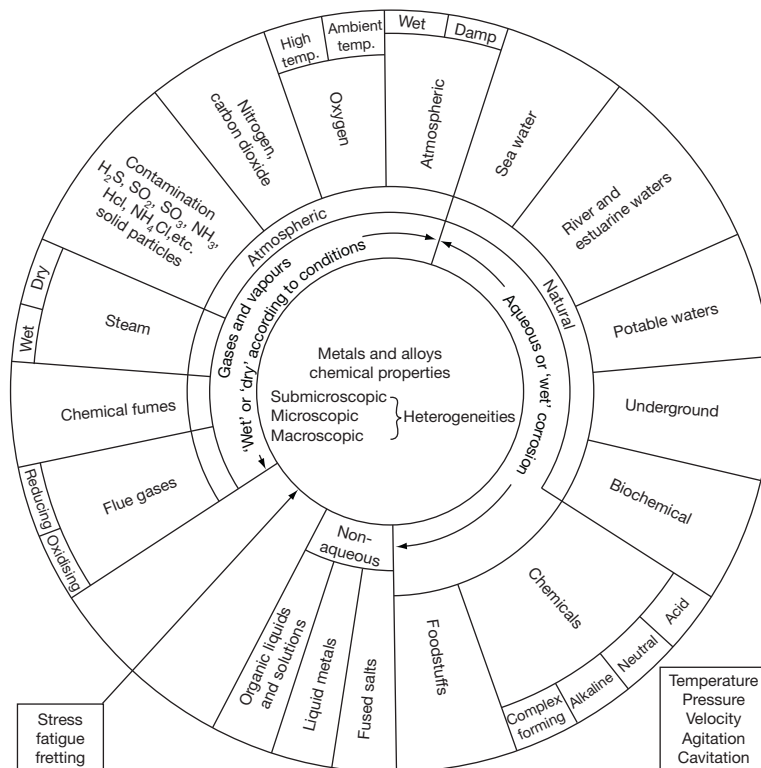 High
temp.
Ambient
temp.
Wet
Damp
Nitrogen,
carbon dioxide
Oxygen
Atmospheric
Sea water
River and
estuarine waters
Contamination
H₂S, SO₂, SO₃, NH₃,
Hcl, NH₄Cl,etc.
solid particles
Atmospheric
Natural
Potable waters
Dry
Wet
Steam
Gases and vapours
'Wet' or 'dry' according to conditions
Aqueous or 'wet' corrosion
Metals and alloys
chemical properties
Submicroscopic
Microscopic
Macroscopic
Heterogeneities
Chemical fumes
Underground
Flue gases
Reducing
Oxidising
Biochemical
Non-
aqueous
Organic liquids
and solutions
Liquid metals
Fused salts
Foodstuffs
Chemicals
Complex
forming
Alkaline
Neutral
Acid
Stress
fatigue
fretting
Temperature
Pressure
Velocity
Agitation
Cavitation